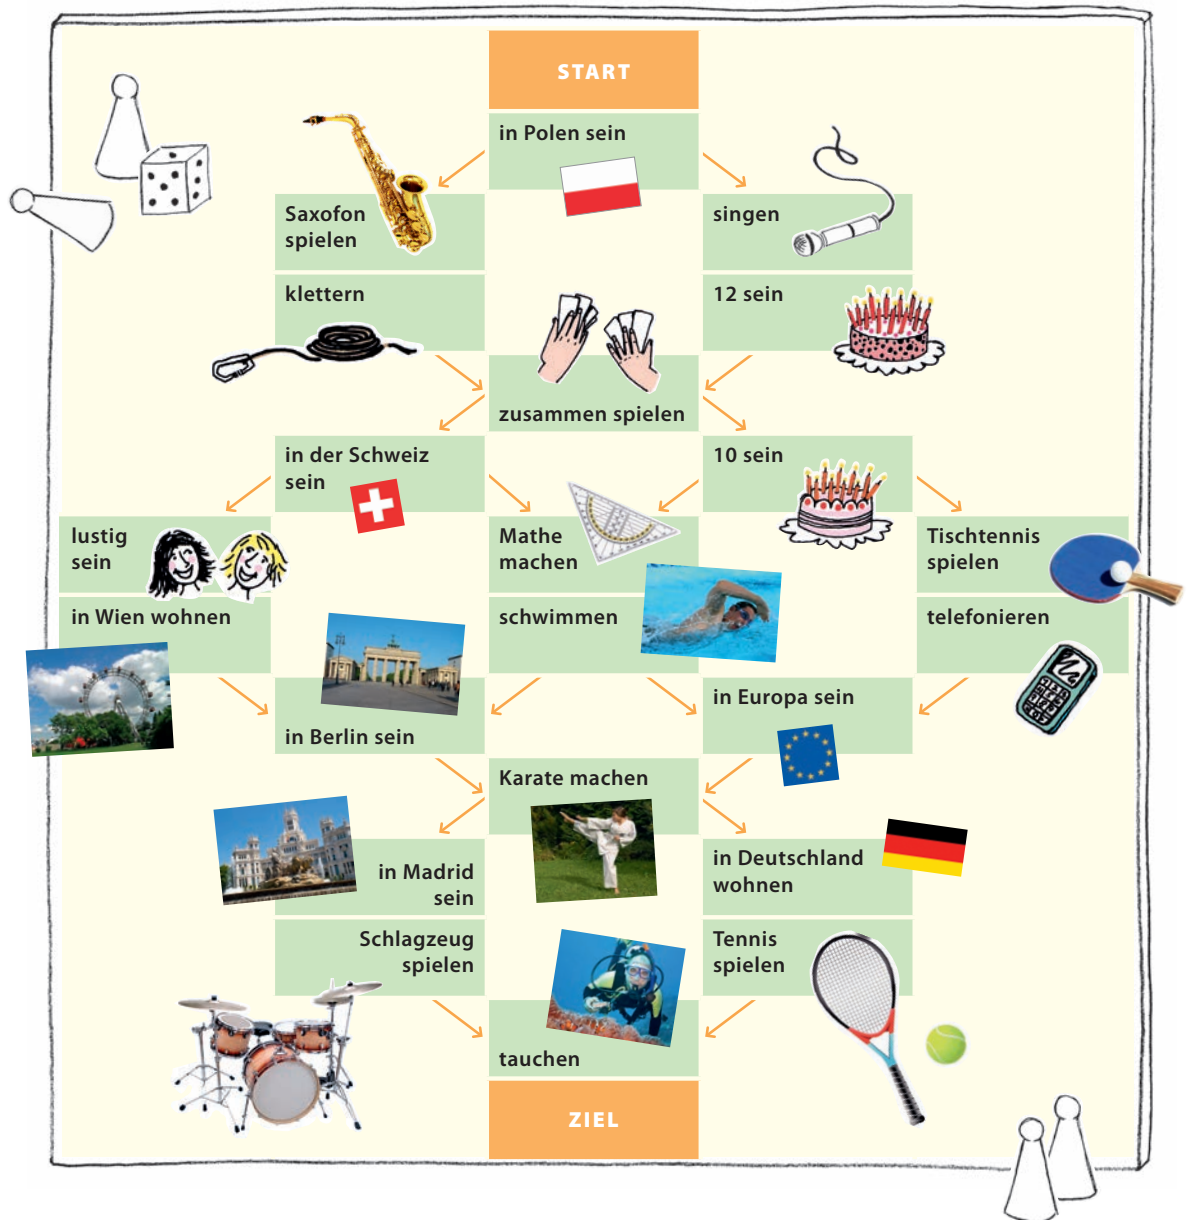 START
in Polen sein
Saxofon
spielen
singen
klettern
12 sein
zusammen spielen
in der Schweiz
sein
10 sein
lustig
sein
Mathe
machen
Tischtennis
spielen
in Wien wohnen
schwimmen
telefonieren
in Berlin sein
in Europa sein
Karate machen
in Madrid
sein
in Deutschland
wohnen
Schlagzeug
spielen
Tennis
spielen
tauchen
ZIEL